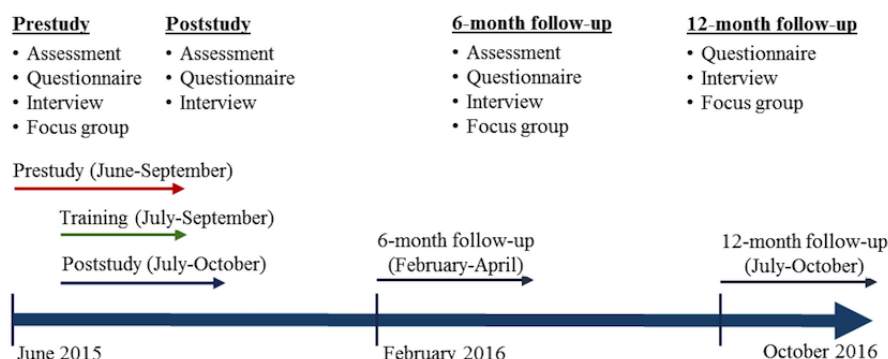 Prestudy
• Assessment
• Questionnaire
• Interview
• Focus group
Poststudy
• Assessment
• Questionnaire
• Interview
6-month follow-up
• Assessment
• Questionnaire
• Interview
• Focus group
12-month follow-up
• Questionnaire
• Interview
• Focus group
Prestudy (June-September)
Training (July-September)
Poststudy (July-October)
6-month follow-up
(February-April)
12-month follow-up
(July-October)
June 2015
February 2016
October 2016